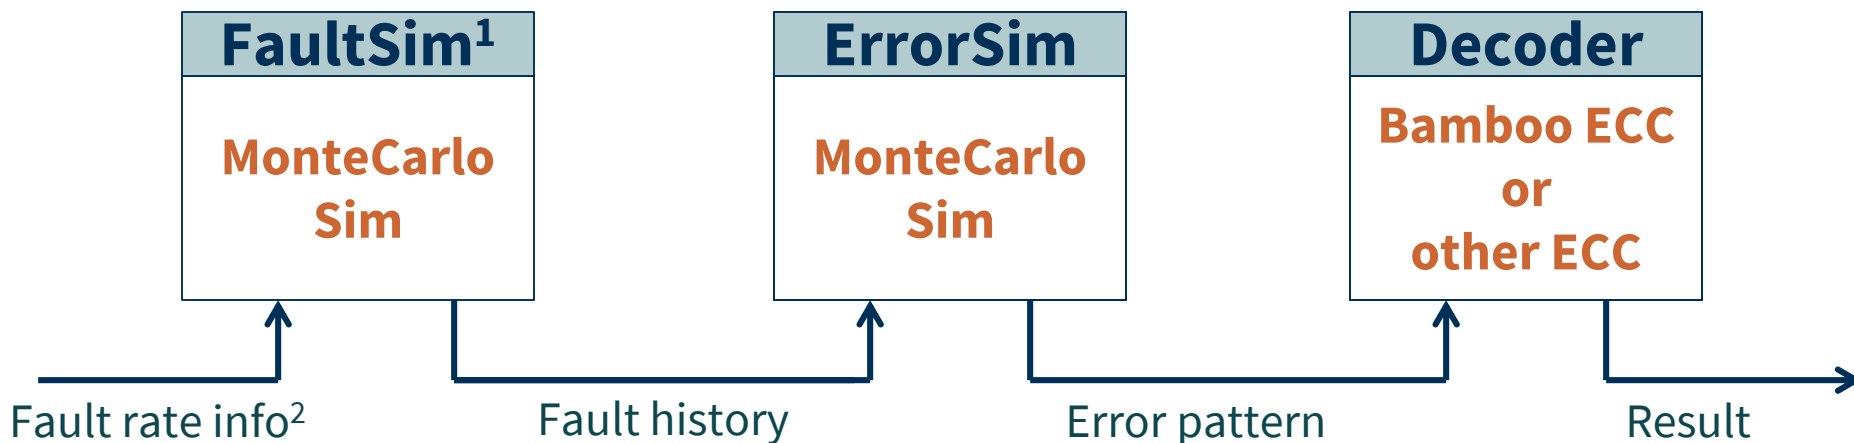 FaultSim¹
MonteCarlo
Sim
ErrorSim
MonteCarlo
Sim
Decoder
Bamboo ECC
or
other ECC
Fault rate info²
Fault history
Error pattern
Result